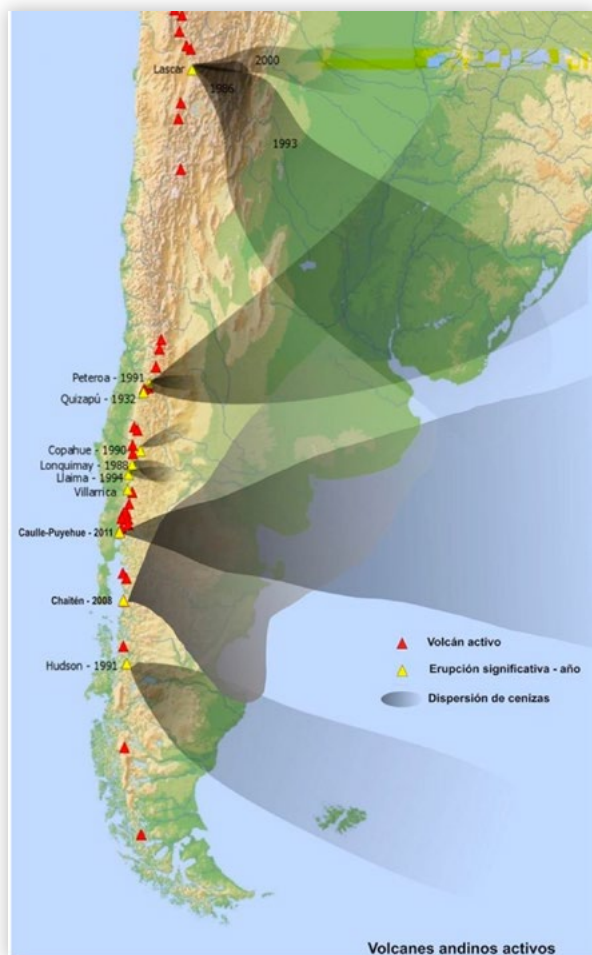 2000
Lascar
1986
1993
Peteroa - 1991
Quizapú - 1932
Copahue - 1990
Lonquimay - 1988
Llaima - 1994
Villarrica
Caulle-Puyehue - 2011
Chaitén - 2008
Volcán activo
Hudson - 1991
Erupción significativa - año
Dispersión de cenizas
Volcanes andinos activos